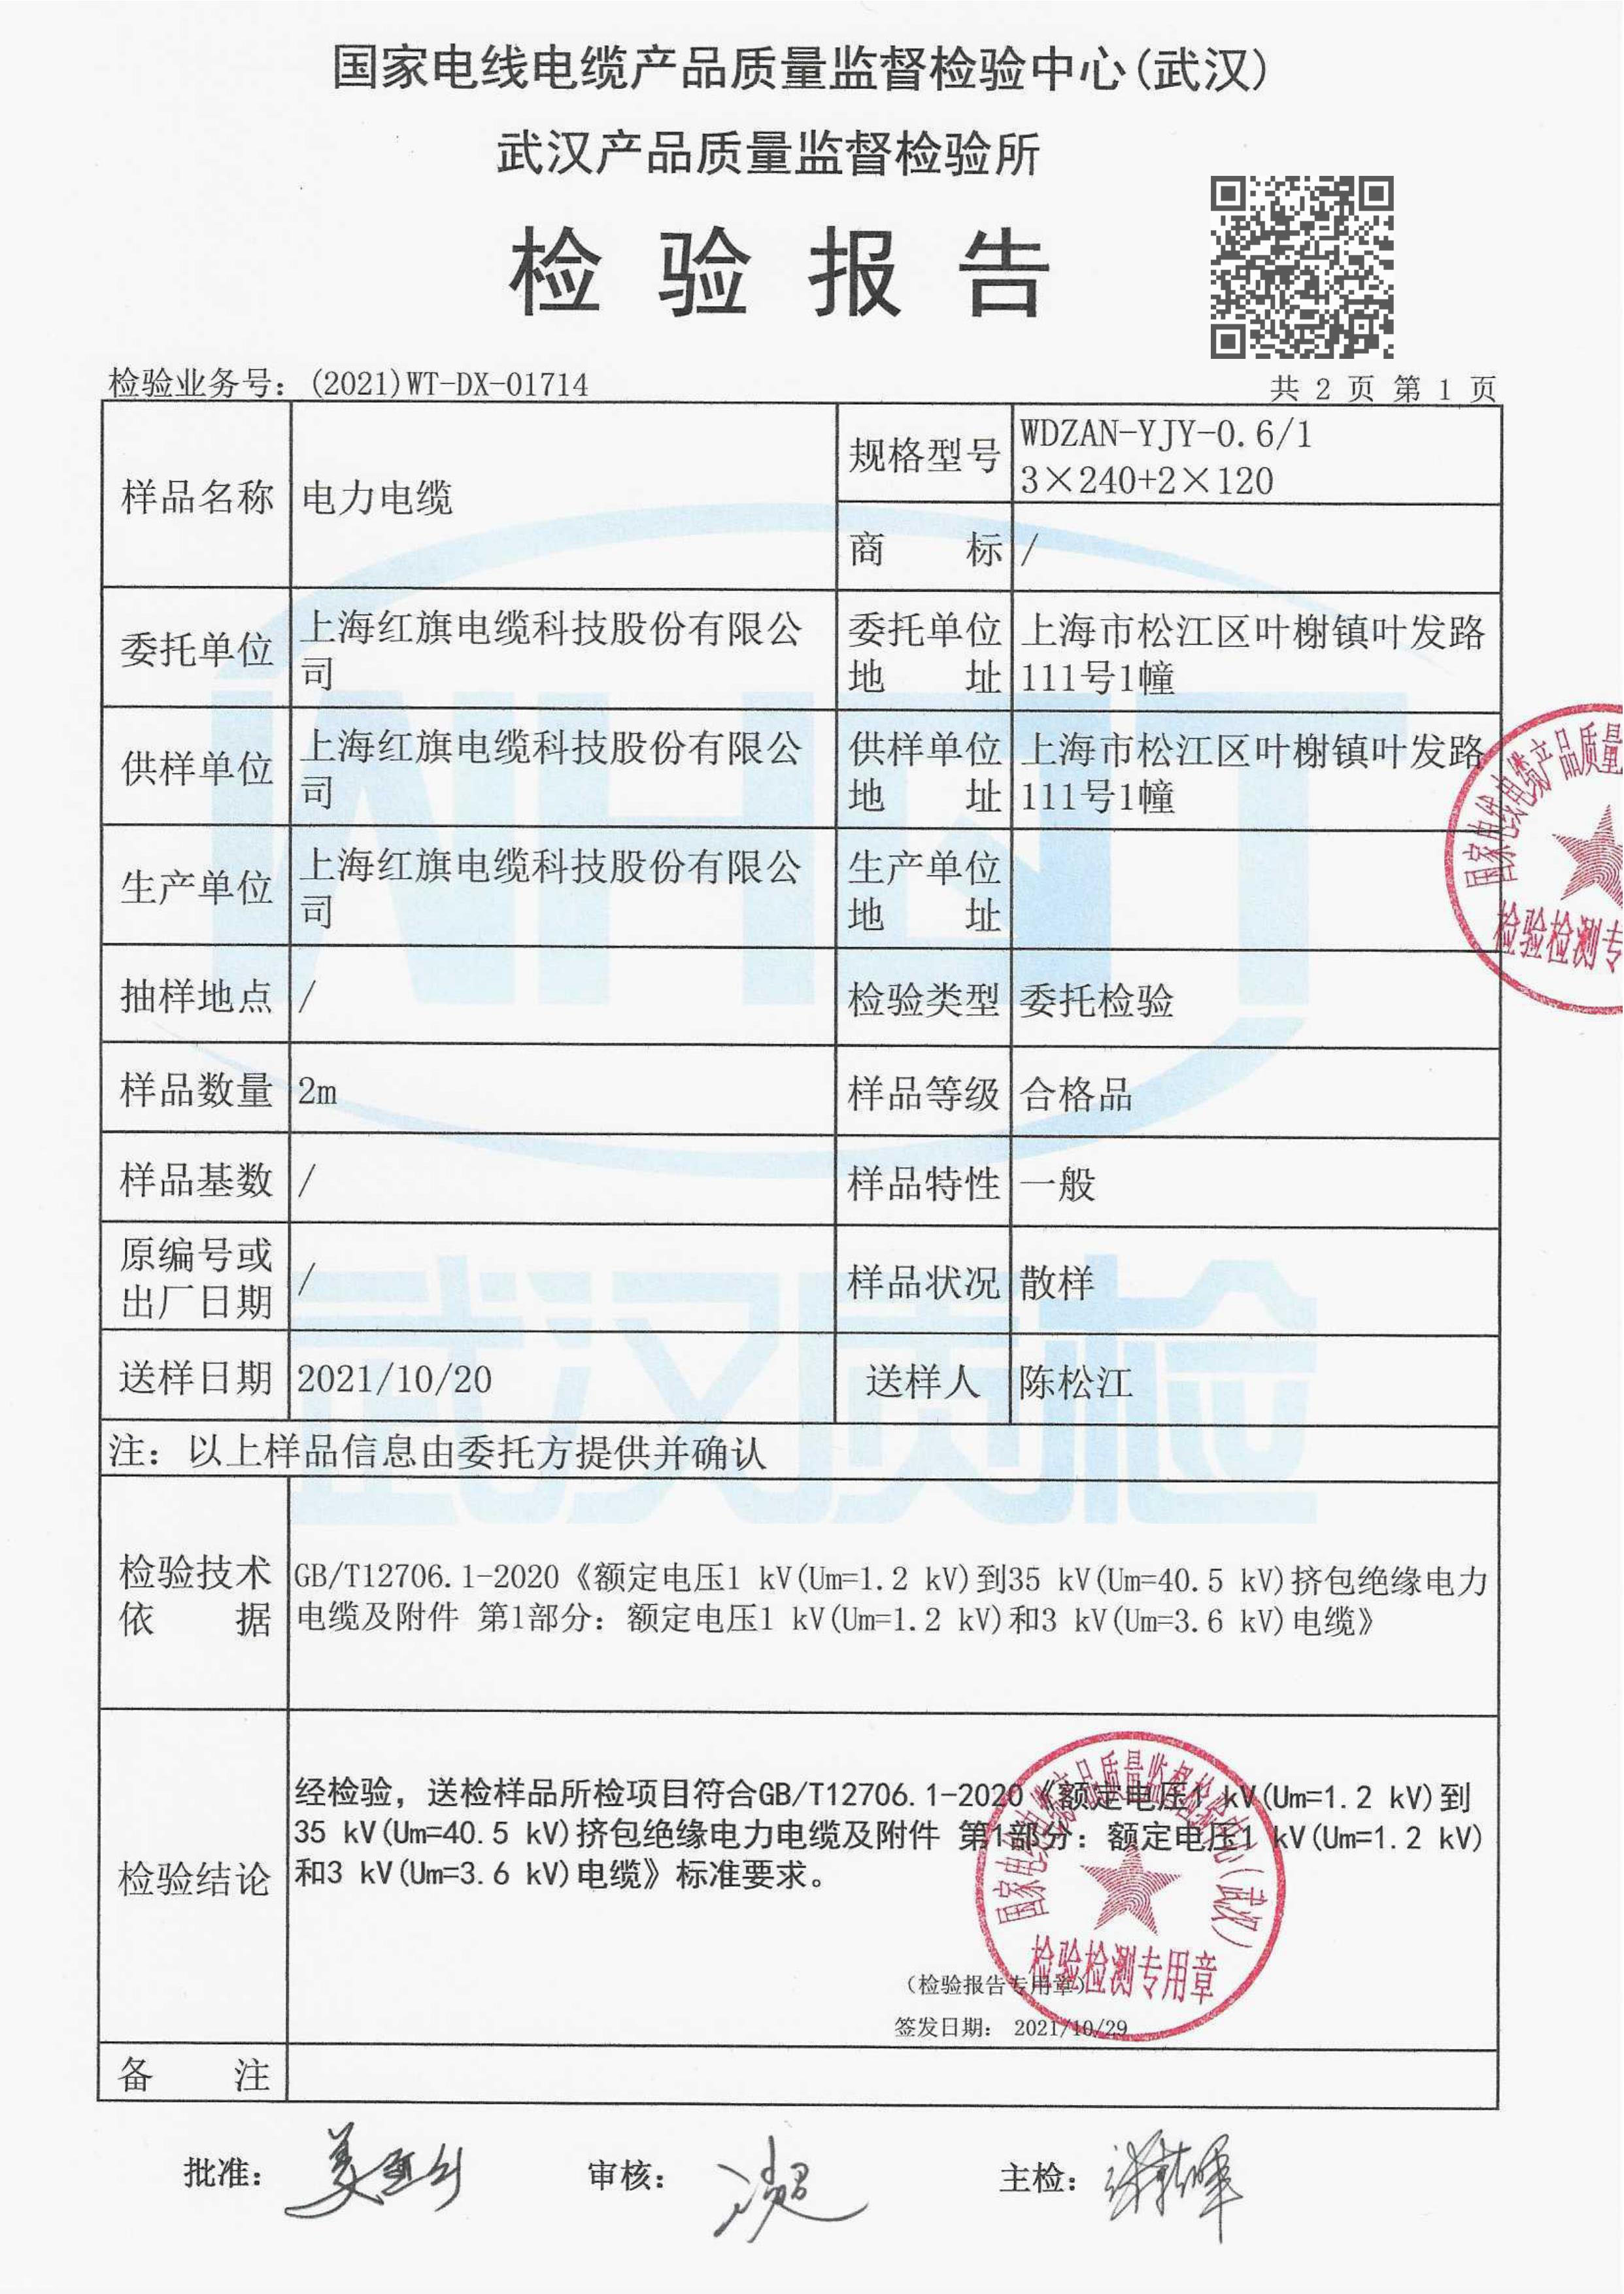 国家电线电缆产品质量监督检验中心(武汉)
武汉产品质量监督检验所
检验报告
检验业务号：(2021)WT-DX-01714
共 2 页 第 1 页
样品名称
电力电缆
规格型号
WDZAN-YJY-0.6/1
3×240+2×120
商 标
/
委托单位
上海红旗电缆科技股份有限公
司
委托单位
地 址
上海市松江区叶榭镇叶发路
111号1幢
供样单位
上海红旗电缆科技股份有限公
司
供样单位
地 址
上海市松江区叶榭镇叶发路
111号1幢
生产单位
上海红旗电缆科技股份有限公
司
生产单位
地 址
抽样地点
/
检验类型
委托检验
样品数量
2m
样品等级
合格品
样品基数
/
样品特性
一般
原编号或
出厂日期
/
样品状况
散样
送样日期
2021/10/20
送样人
陈松江
注：以上样品信息由委托方提供并确认
检验技术
依 据
GB/T12706.1-2020《额定电压1 kV(Um=1.2 kV)到35 kV(Um=40.5 kV)挤包绝缘电力
电缆及附件 第1部分：额定电压1 kV(Um=1.2 kV)和3 kV(Um=3.6 kV)电缆》
检验结论
经检验，送检样品所检项目符合GB/T12706.1-2020《额定电压1 kV(Um=1.2 kV)到
35 kV(Um=40.5 kV)挤包绝缘电力电缆及附件 第1部分：额定电压1 kV(Um=1.2 kV)
和3 kV(Um=3.6 kV)电缆》标准要求。
(检验报告专用章)
签发日期： 2021/10/29
国家电线电缆产品质量监督检验中心(武汉)
检验检测专用章
国家电线电缆产品质量
检验检测专
武汉质检
备 注
批准：
审核：
主检：